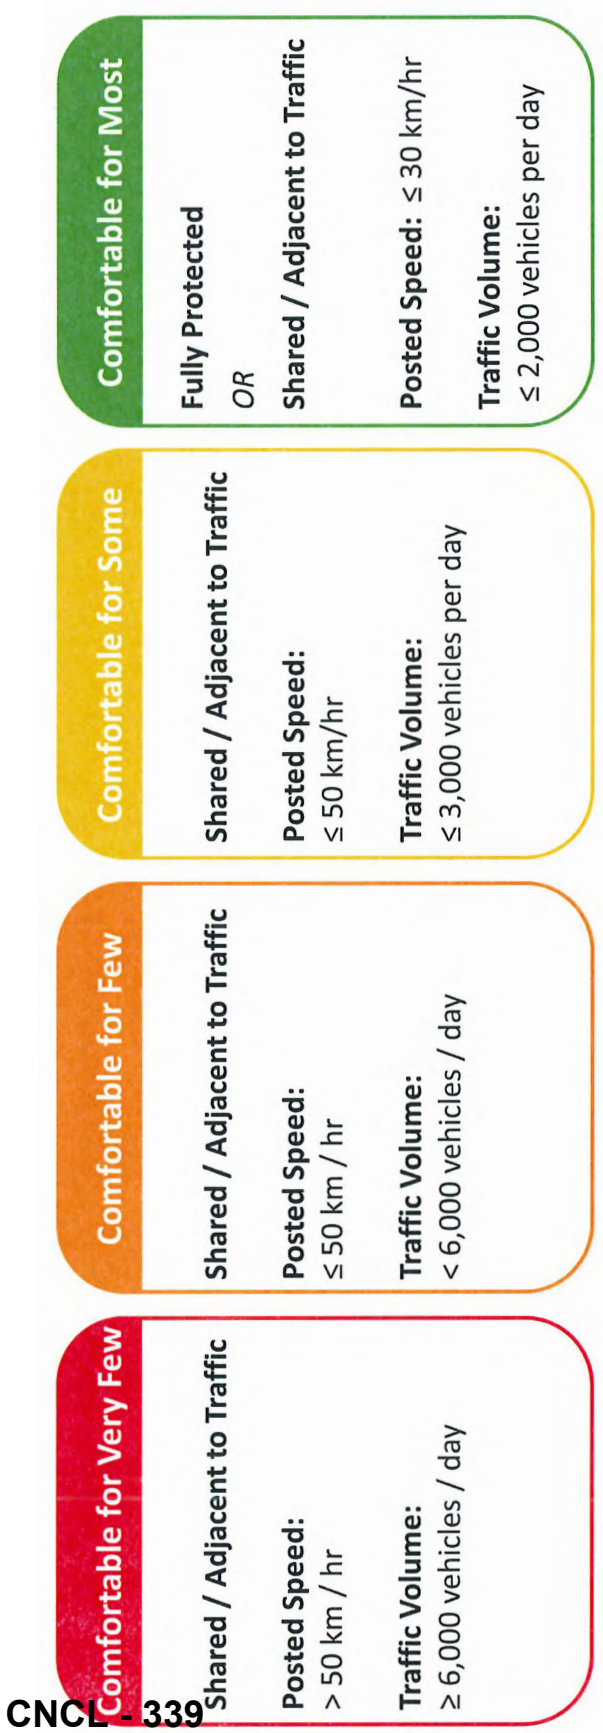 Comfortable for Very Few
Shared / Adjacent to Traffic
Posted Speed:
> 50 km / hr
Traffic Volume:
≥ 6,000 vehicles / day
Comfortable for Few
Shared / Adjacent to Traffic
Posted Speed:
≤ 50 km / hr
Traffic Volume:
< 6,000 vehicles / day
Comfortable for Some
Shared / Adjacent to Traffic
Posted Speed:
≤ 50 km/hr
Traffic Volume:
≤ 3,000 vehicles per day
Comfortable for Most
Fully Protected
OR
Shared / Adjacent to Traffic
Posted Speed: ≤ 30 km/hr
Traffic Volume:
≤ 2,000 vehicles per day
CNCL - 339